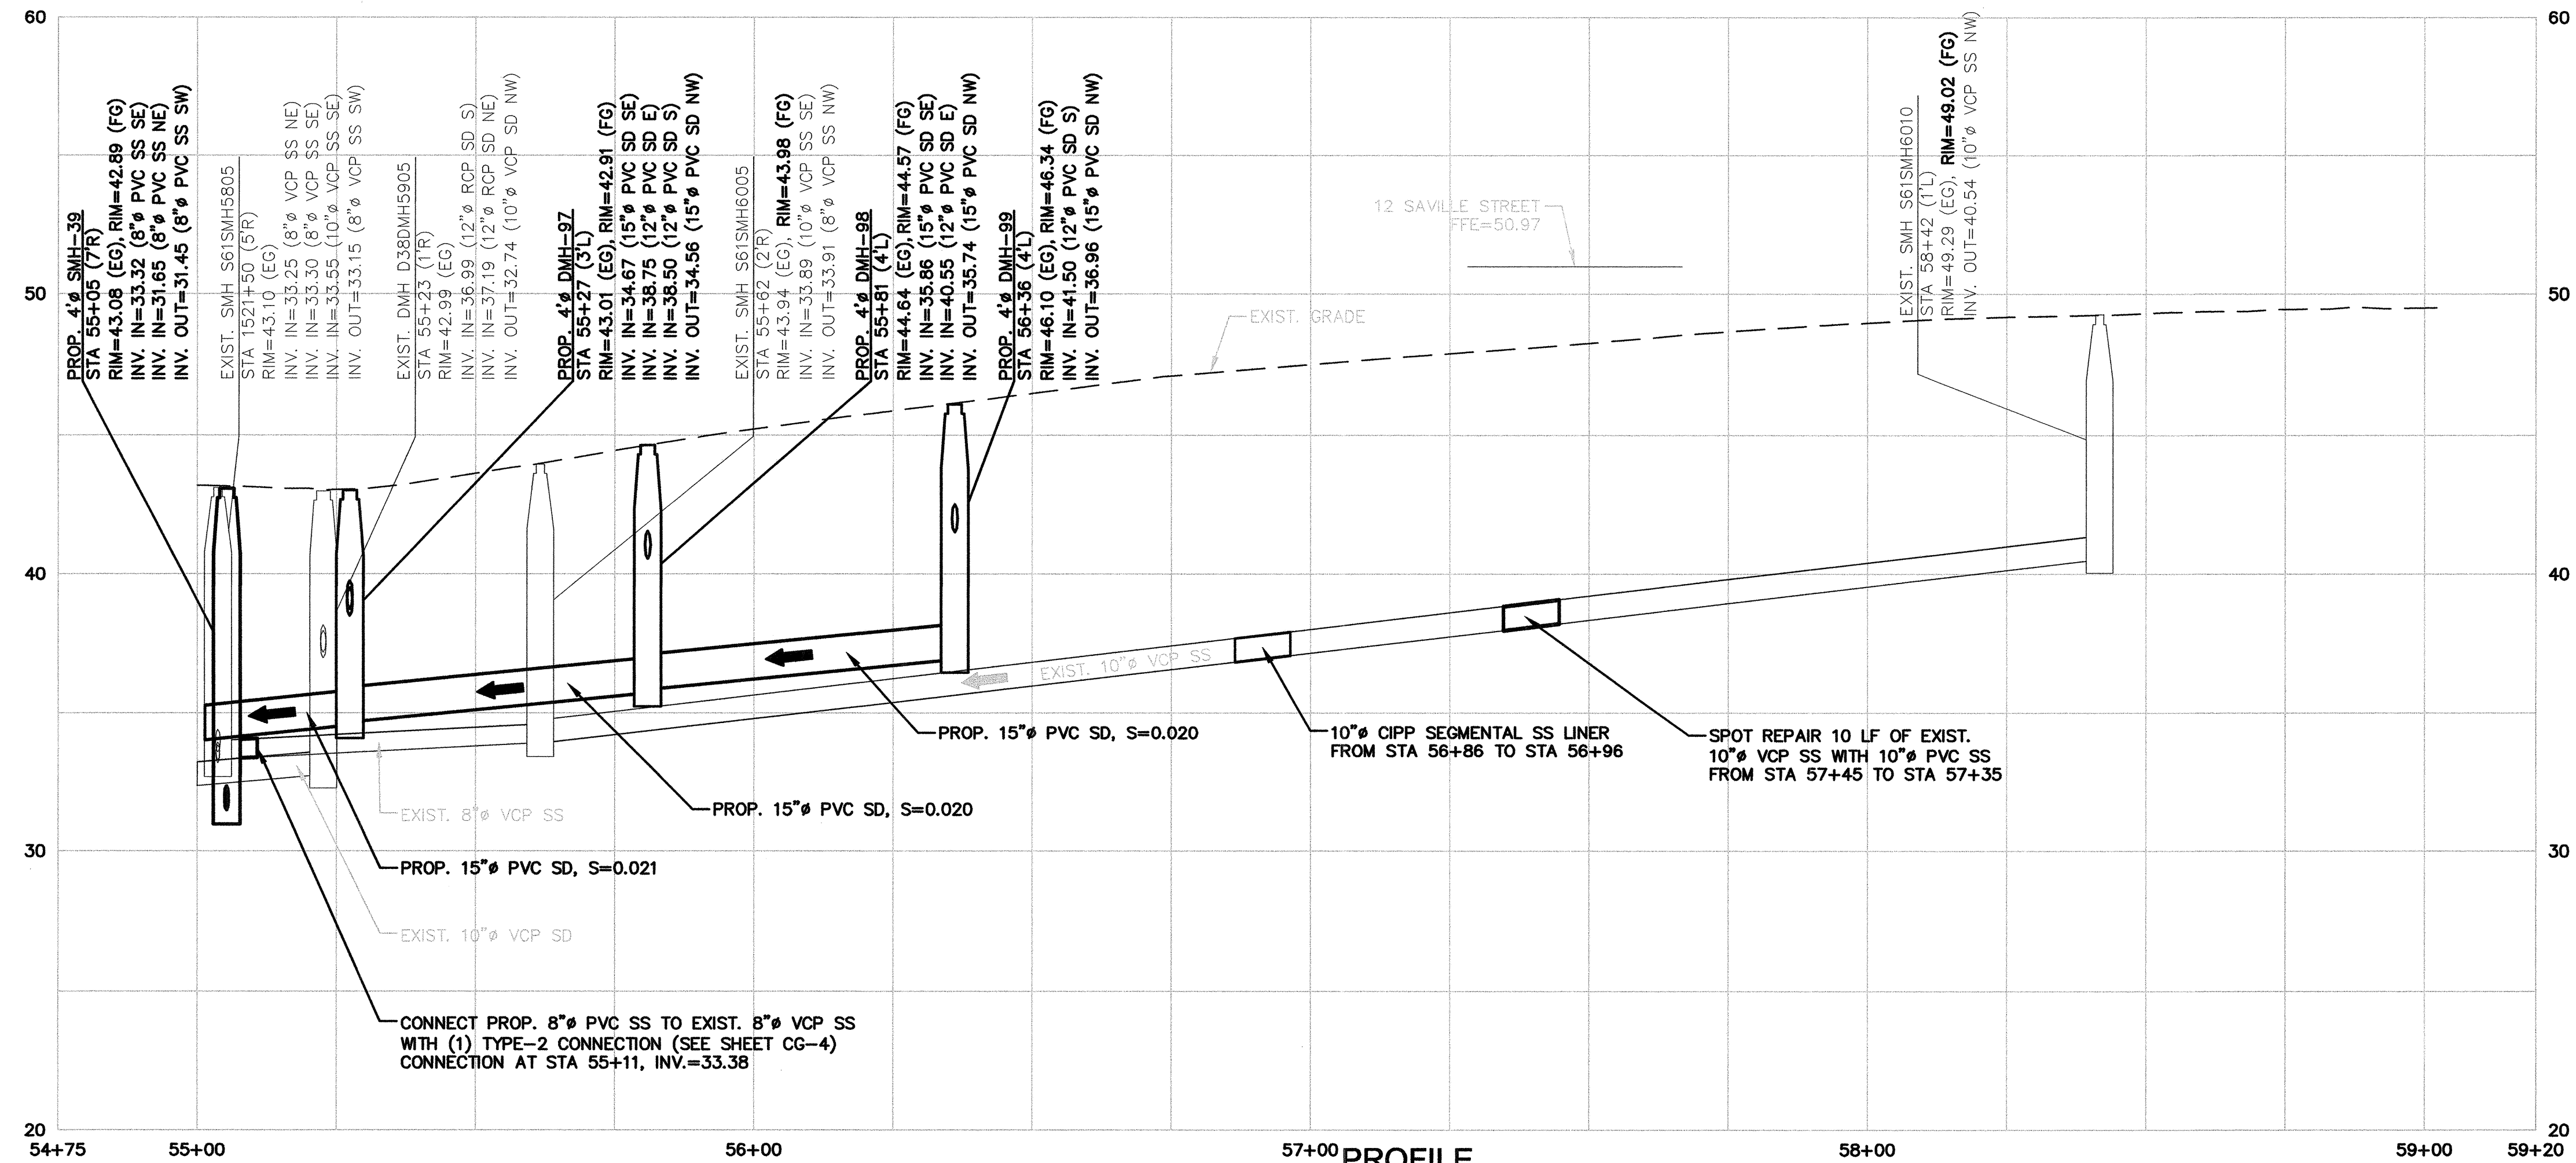 60
50
40
30
20
PROP. 4'ø SMH-39
STA 55+05 (7'R)
RIM=43.08 (EG), RIM=42.89 (FG)
INV. IN=33.32 (8"ø PVC SS SE)
INV. IN=31.65 (8"ø PVC SS NE)
INV. OUT=31.45 (8"ø PVC SS SW)
EXIST. SMH S61SMH5805
STA 1521+50 (5'R)
RIM=43.10 (EG)
INV. IN=33.25 (8"ø VCP SS NE)
INV. IN=33.30 (8"ø VCP SS SE)
INV. IN=33.55 (10"ø VCP SS SE)
INV. OUT=33.15 (8"ø VCP SS SW)
EXIST. DMH D38DMH5905
STA 55+23 (1'R)
RIM=42.99 (EG)
INV. IN=36.99 (12"ø RCP SD S)
INV. IN=37.19 (12"ø RCP SD NE)
INV. OUT=32.74 (10"ø VCP SD NW)
PROP. 4'ø DMH-97
STA 55+27 (3'L)
RIM=43.01 (EG), RIM=42.91 (FG)
INV. IN=34.67 (15"ø PVC SD SE)
INV. IN=38.75 (12"ø PVC SD E)
INV. IN=38.50 (12"ø PVC SD S)
INV. OUT=34.56 (15"ø PVC SD NW)
EXIST. SMH S61SMH6005
STA 55+62 (2'R)
RIM=43.94 (EG), RIM=43.98 (FG)
INV. IN=33.89 (10"ø VCP SS SE)
INV. OUT=33.91 (8"ø VCP SS NW)
PROP. 4'ø DMH-98
STA 55+81 (4'L)
RIM=44.64 (EG), RIM=44.57 (FG)
INV. IN=35.86 (15"ø PVC SD SE)
INV. IN=40.55 (12"ø PVC SD E)
INV. OUT=35.74 (15"ø PVC SD NW)
PROP. 4'ø DMH-99
STA 56+36 (4'L)
RIM=46.10 (EG), RIM=46.34 (FG)
INV. IN=41.50 (12"ø PVC SD S)
INV. OUT=36.96 (15"ø PVC SD NW)
12 SAVILLE STREET
FFE=50.97
EXIST. GRADE
EXIST. SMH S61SMH6010
STA 58+42 (1'L)
RIM=49.29 (EG), RIM=49.02 (FG)
INV. OUT=40.54 (10"ø VCP SS NW)
EXIST. 10"ø VCP SS
PROP. 15"ø PVC SD, S=0.020
10"ø CIPP SEGMENTAL SS LINER
FROM STA 56+86 TO STA 56+96
SPOT REPAIR 10 LF OF EXIST.
10"ø VCP SS WITH 10"ø PVC SS
FROM STA 57+45 TO STA 57+35
PROP. 15"ø PVC SD, S=0.020
EXIST. 8"ø VCP SS
PROP. 15"ø PVC SD, S=0.021
EXIST. 10"ø VCP SD
CONNECT PROP. 8"ø PVC SS TO EXIST. 8"ø VCP SS
WITH (1) TYPE-2 CONNECTION (SEE SHEET CG-4)
CONNECTION AT STA 55+11, INV.=33.38
60
50
40
30
20
54+75
55+00
56+00
57+00
58+00
59+00
59+20
PROFILE